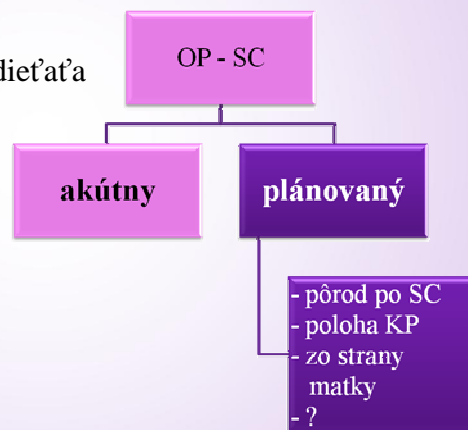 dieťaťa
OP - SC
akútny
plánovaný
- pôrod po SC
- poloha KP
- zo strany
matky
- ?